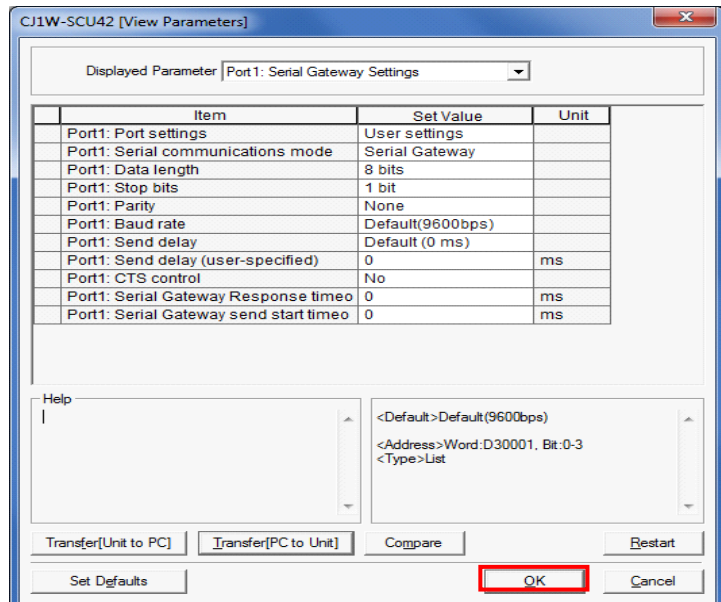 CJ1W-SCU42 [View Parameters]
Displayed Parameter Port1: Serial Gateway Settings
Item Set Value Unit
Port1: Port settings User settings
Port1: Serial communications mode Serial Gateway
Port1: Data length 8 bits
Port1: Stop bits 1 bit
Port1: Parity None
Port1: Baud rate Default(9600bps)
Port1: Send delay Default (0 ms)
Port1: Send delay (user-specified) 0 ms
Port1: CTS control No
Port1: Serial Gateway Response timeo 0 ms
Port1: Serial Gateway send start timeo 0 ms
Help
<Default>Default(9600bps)
<Address>Word:D30001, Bit:0-3
<Type>List
Transfer[Unit to PC] Transfer[PC to Unit] Compare Restart
Set Defaults OK Cancel